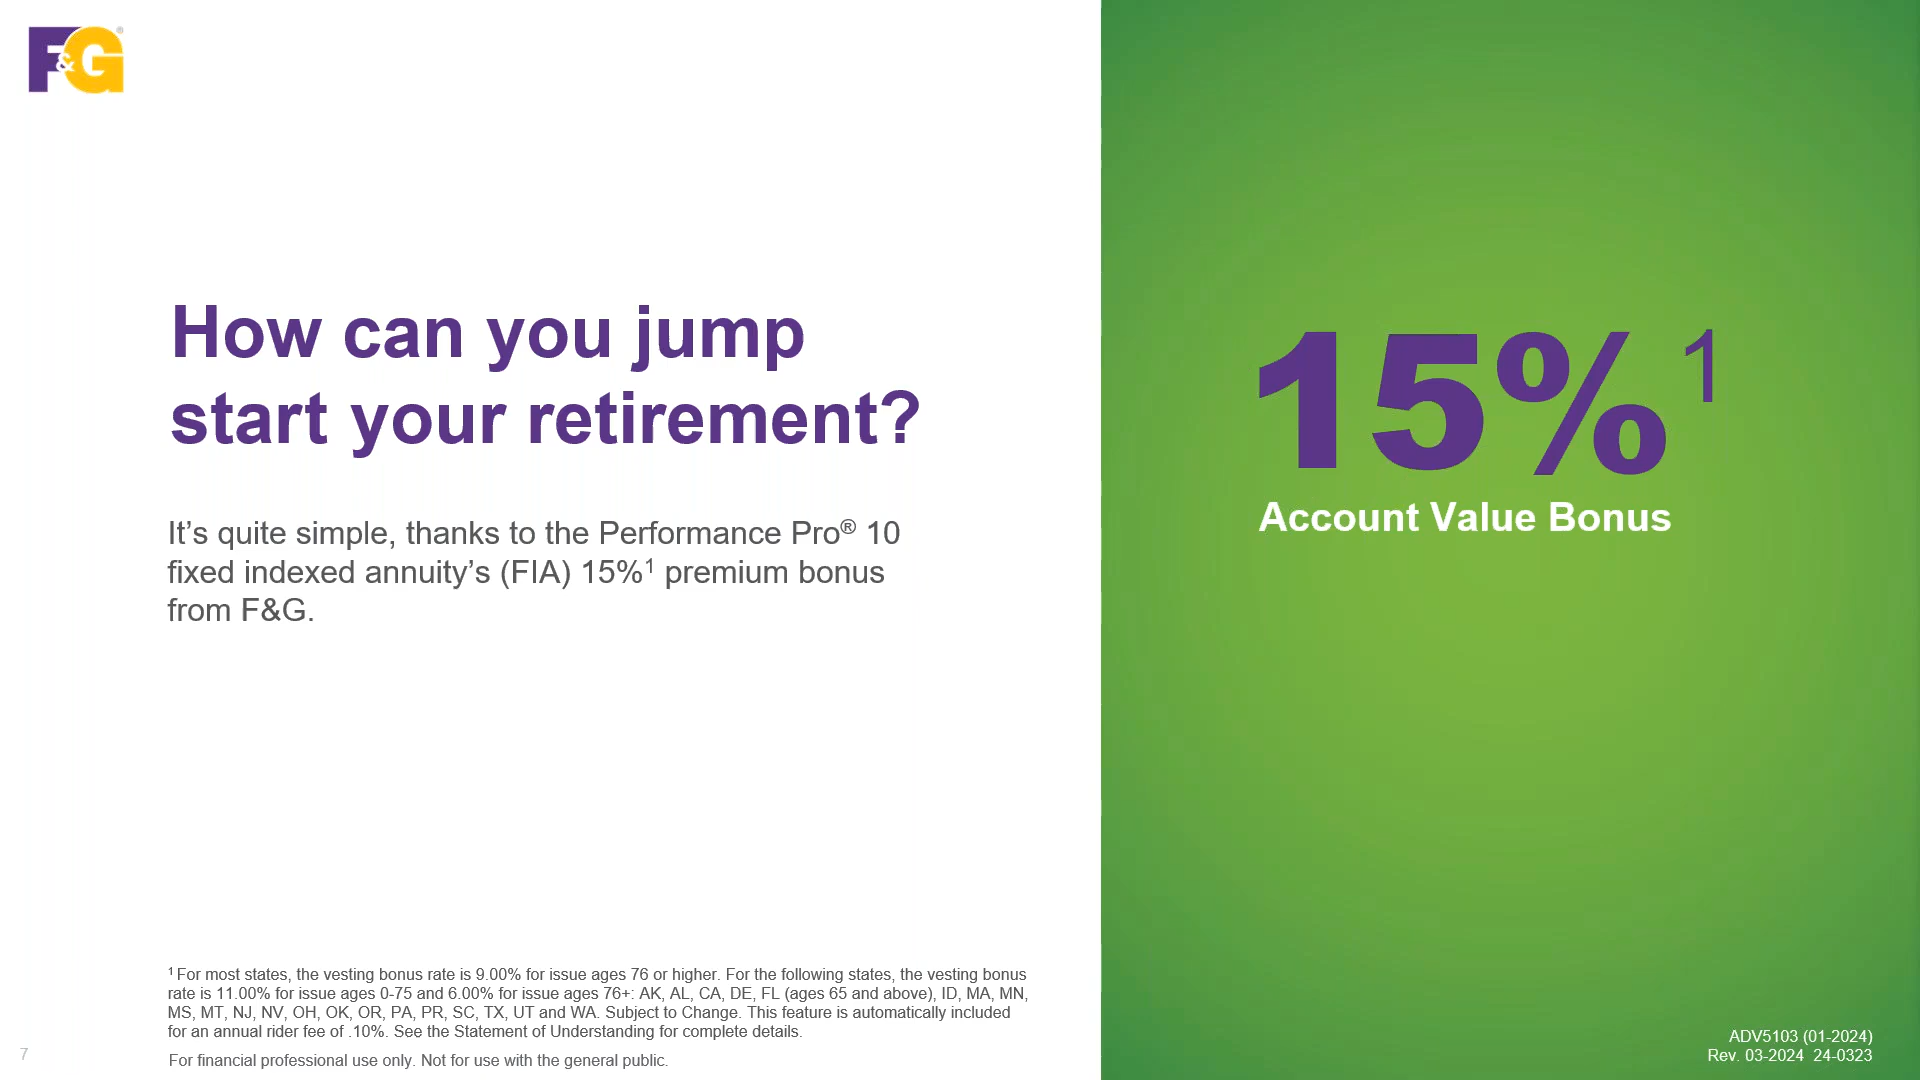 F&G®
How can you jump
start your retirement?
It’s quite simple, thanks to the Performance Pro® 10
fixed indexed annuity’s (FIA) 15%¹ premium bonus
from F&G.
15%¹
Account Value Bonus
¹ For most states, the vesting bonus rate is 9.00% for issue ages 76 or higher. For the following states, the vesting bonus
rate is 11.00% for issue ages 0-75 and 6.00% for issue ages 76+: AK, AL, CA, DE, FL (ages 65 and above), ID, MA, MN,
MS, MT, NJ, NV, OH, OK, OR, PA, PR, SC, TX, UT and WA. Subject to Change. This feature is automatically included
for an annual rider fee of .10%. See the Statement of Understanding for complete details.
For financial professional use only. Not for use with the general public.
7
ADV5103 (01-2024)
Rev. 03-2024 24-0323